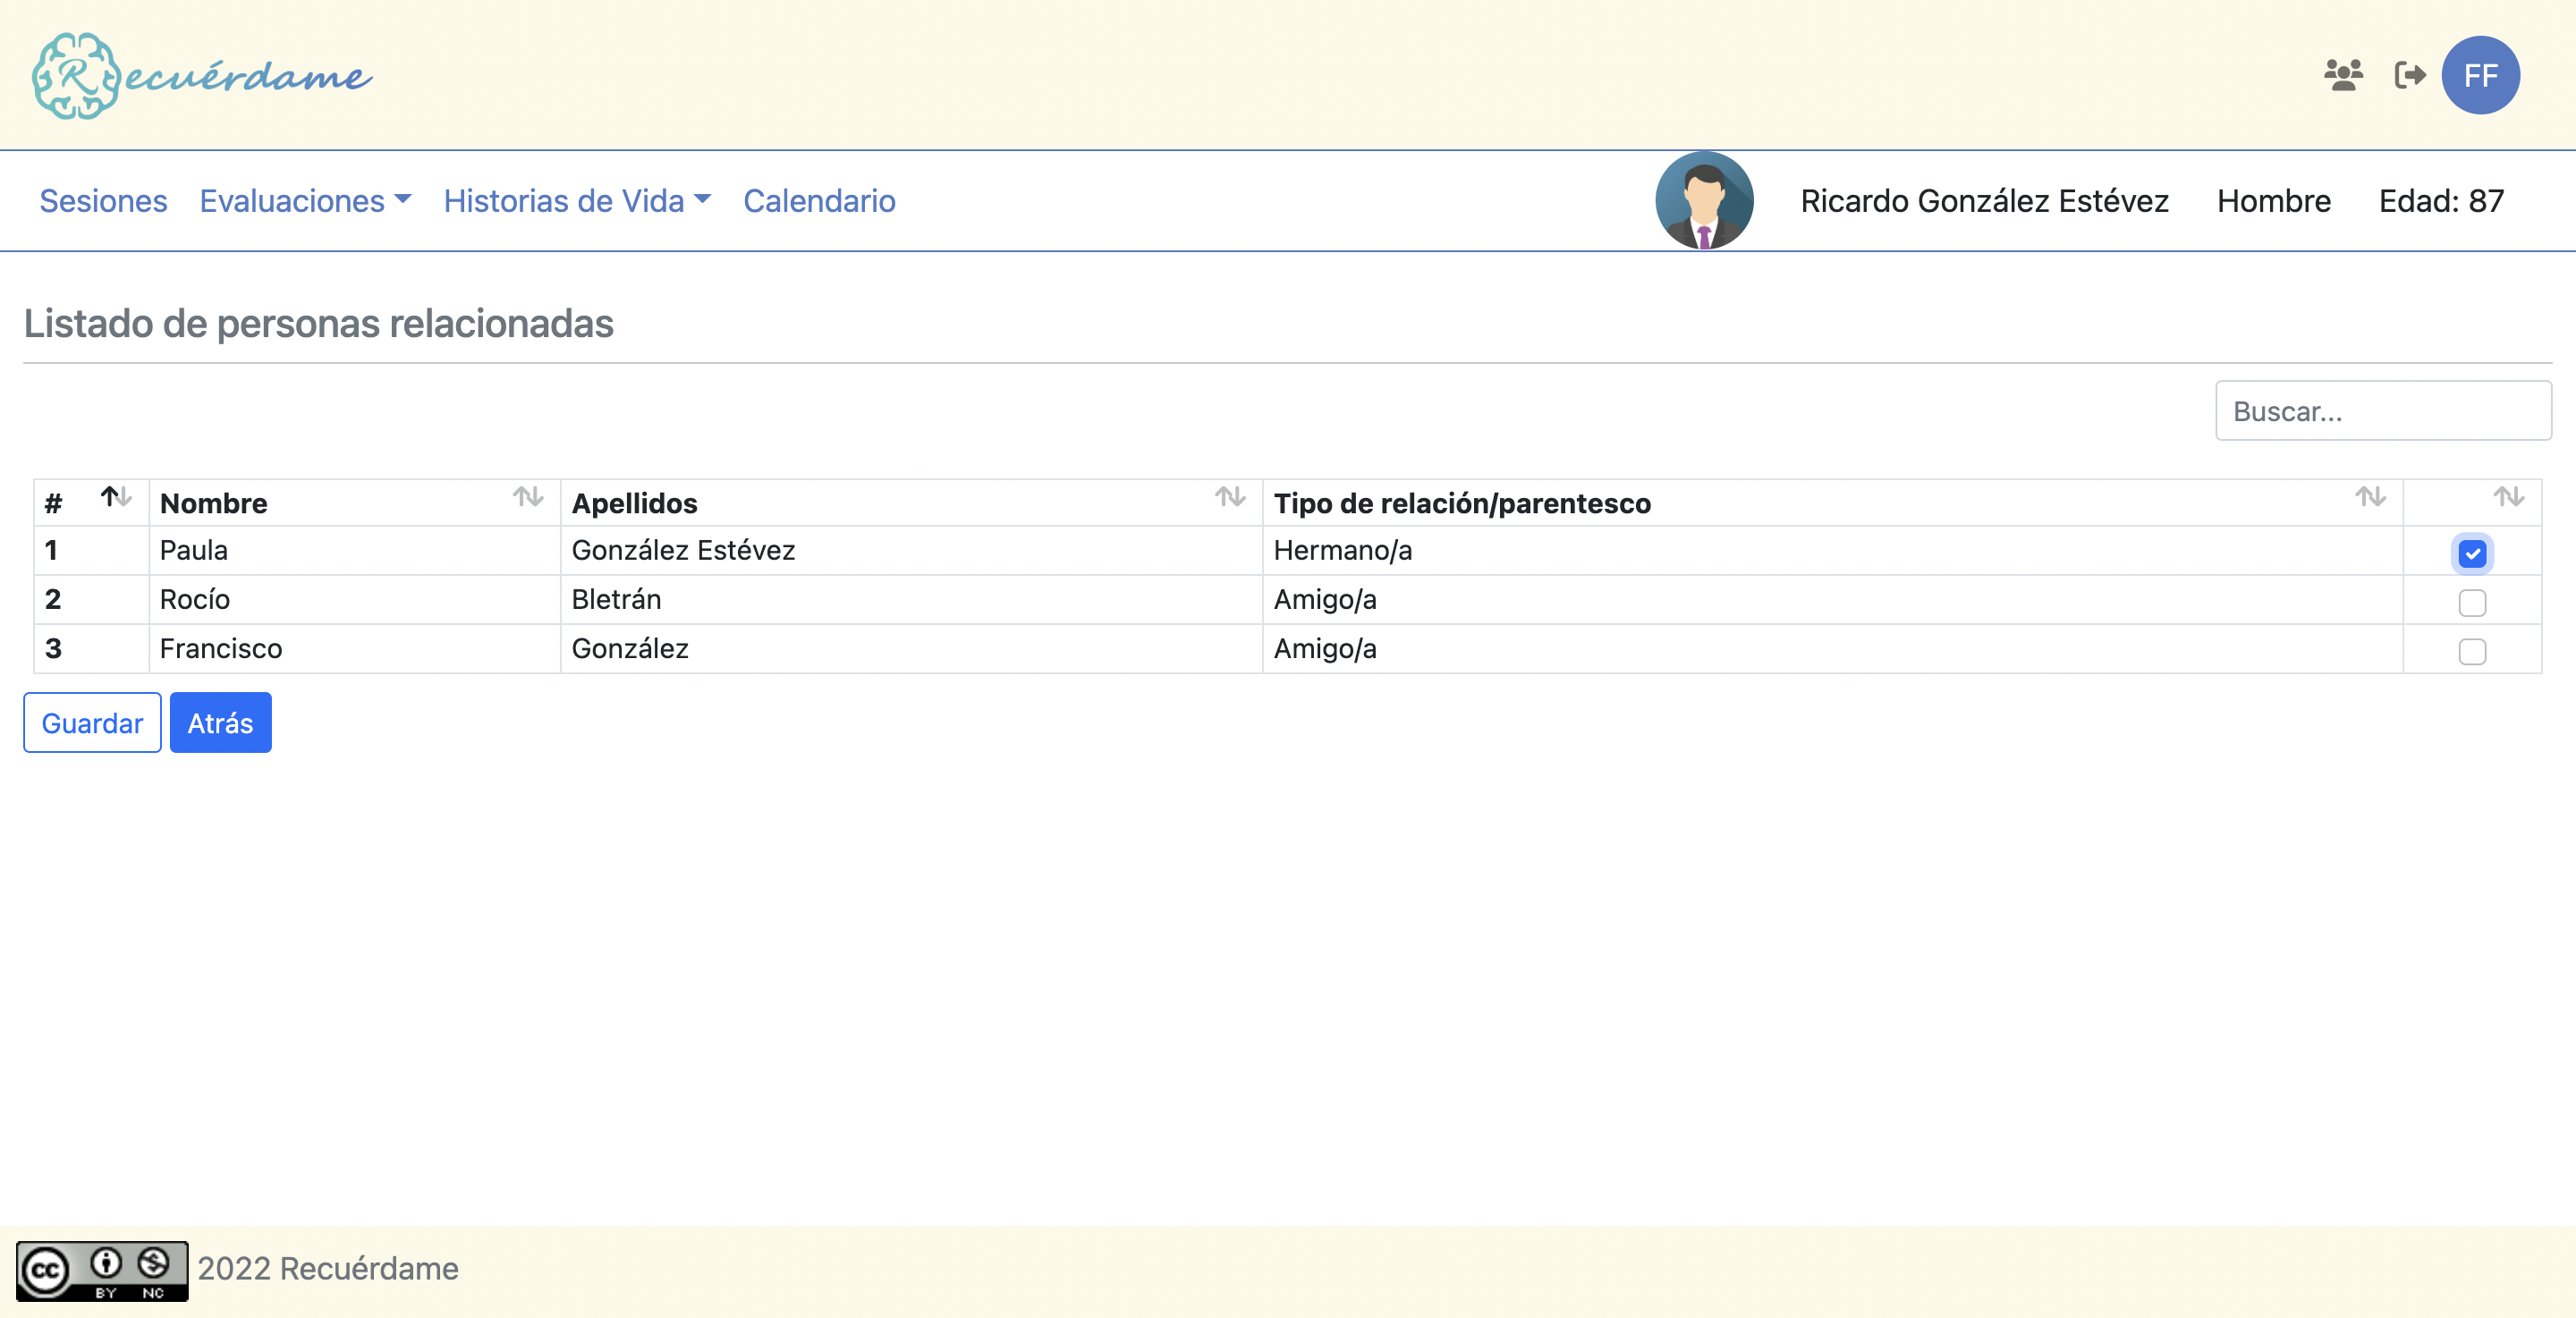 Recuérdame
FF
Sesiones Evaluaciones Historias de Vida Calendario Ricardo González Estévez Hombre Edad: 87
Listado de personas relacionadas
Buscar...
# Nombre Apellidos Tipo de relación/parentesco
1 Paula González Estévez Hermano/a
2 Rocío Bletrán Amigo/a
3 Francisco González Amigo/a
Guardar Atrás
cc BY NC 2022 Recuérdame